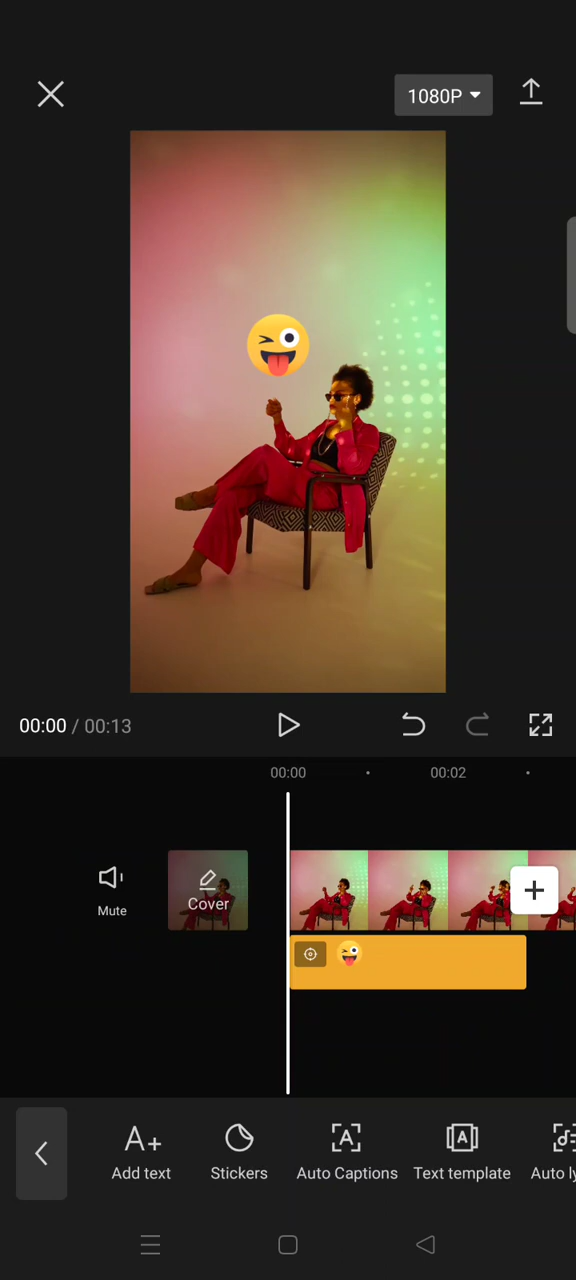 1080P
00:00 / 00:13
00:00 02:00
Mute
Cover
Add text
Stickers
Auto Captions
Text template
Auto ly